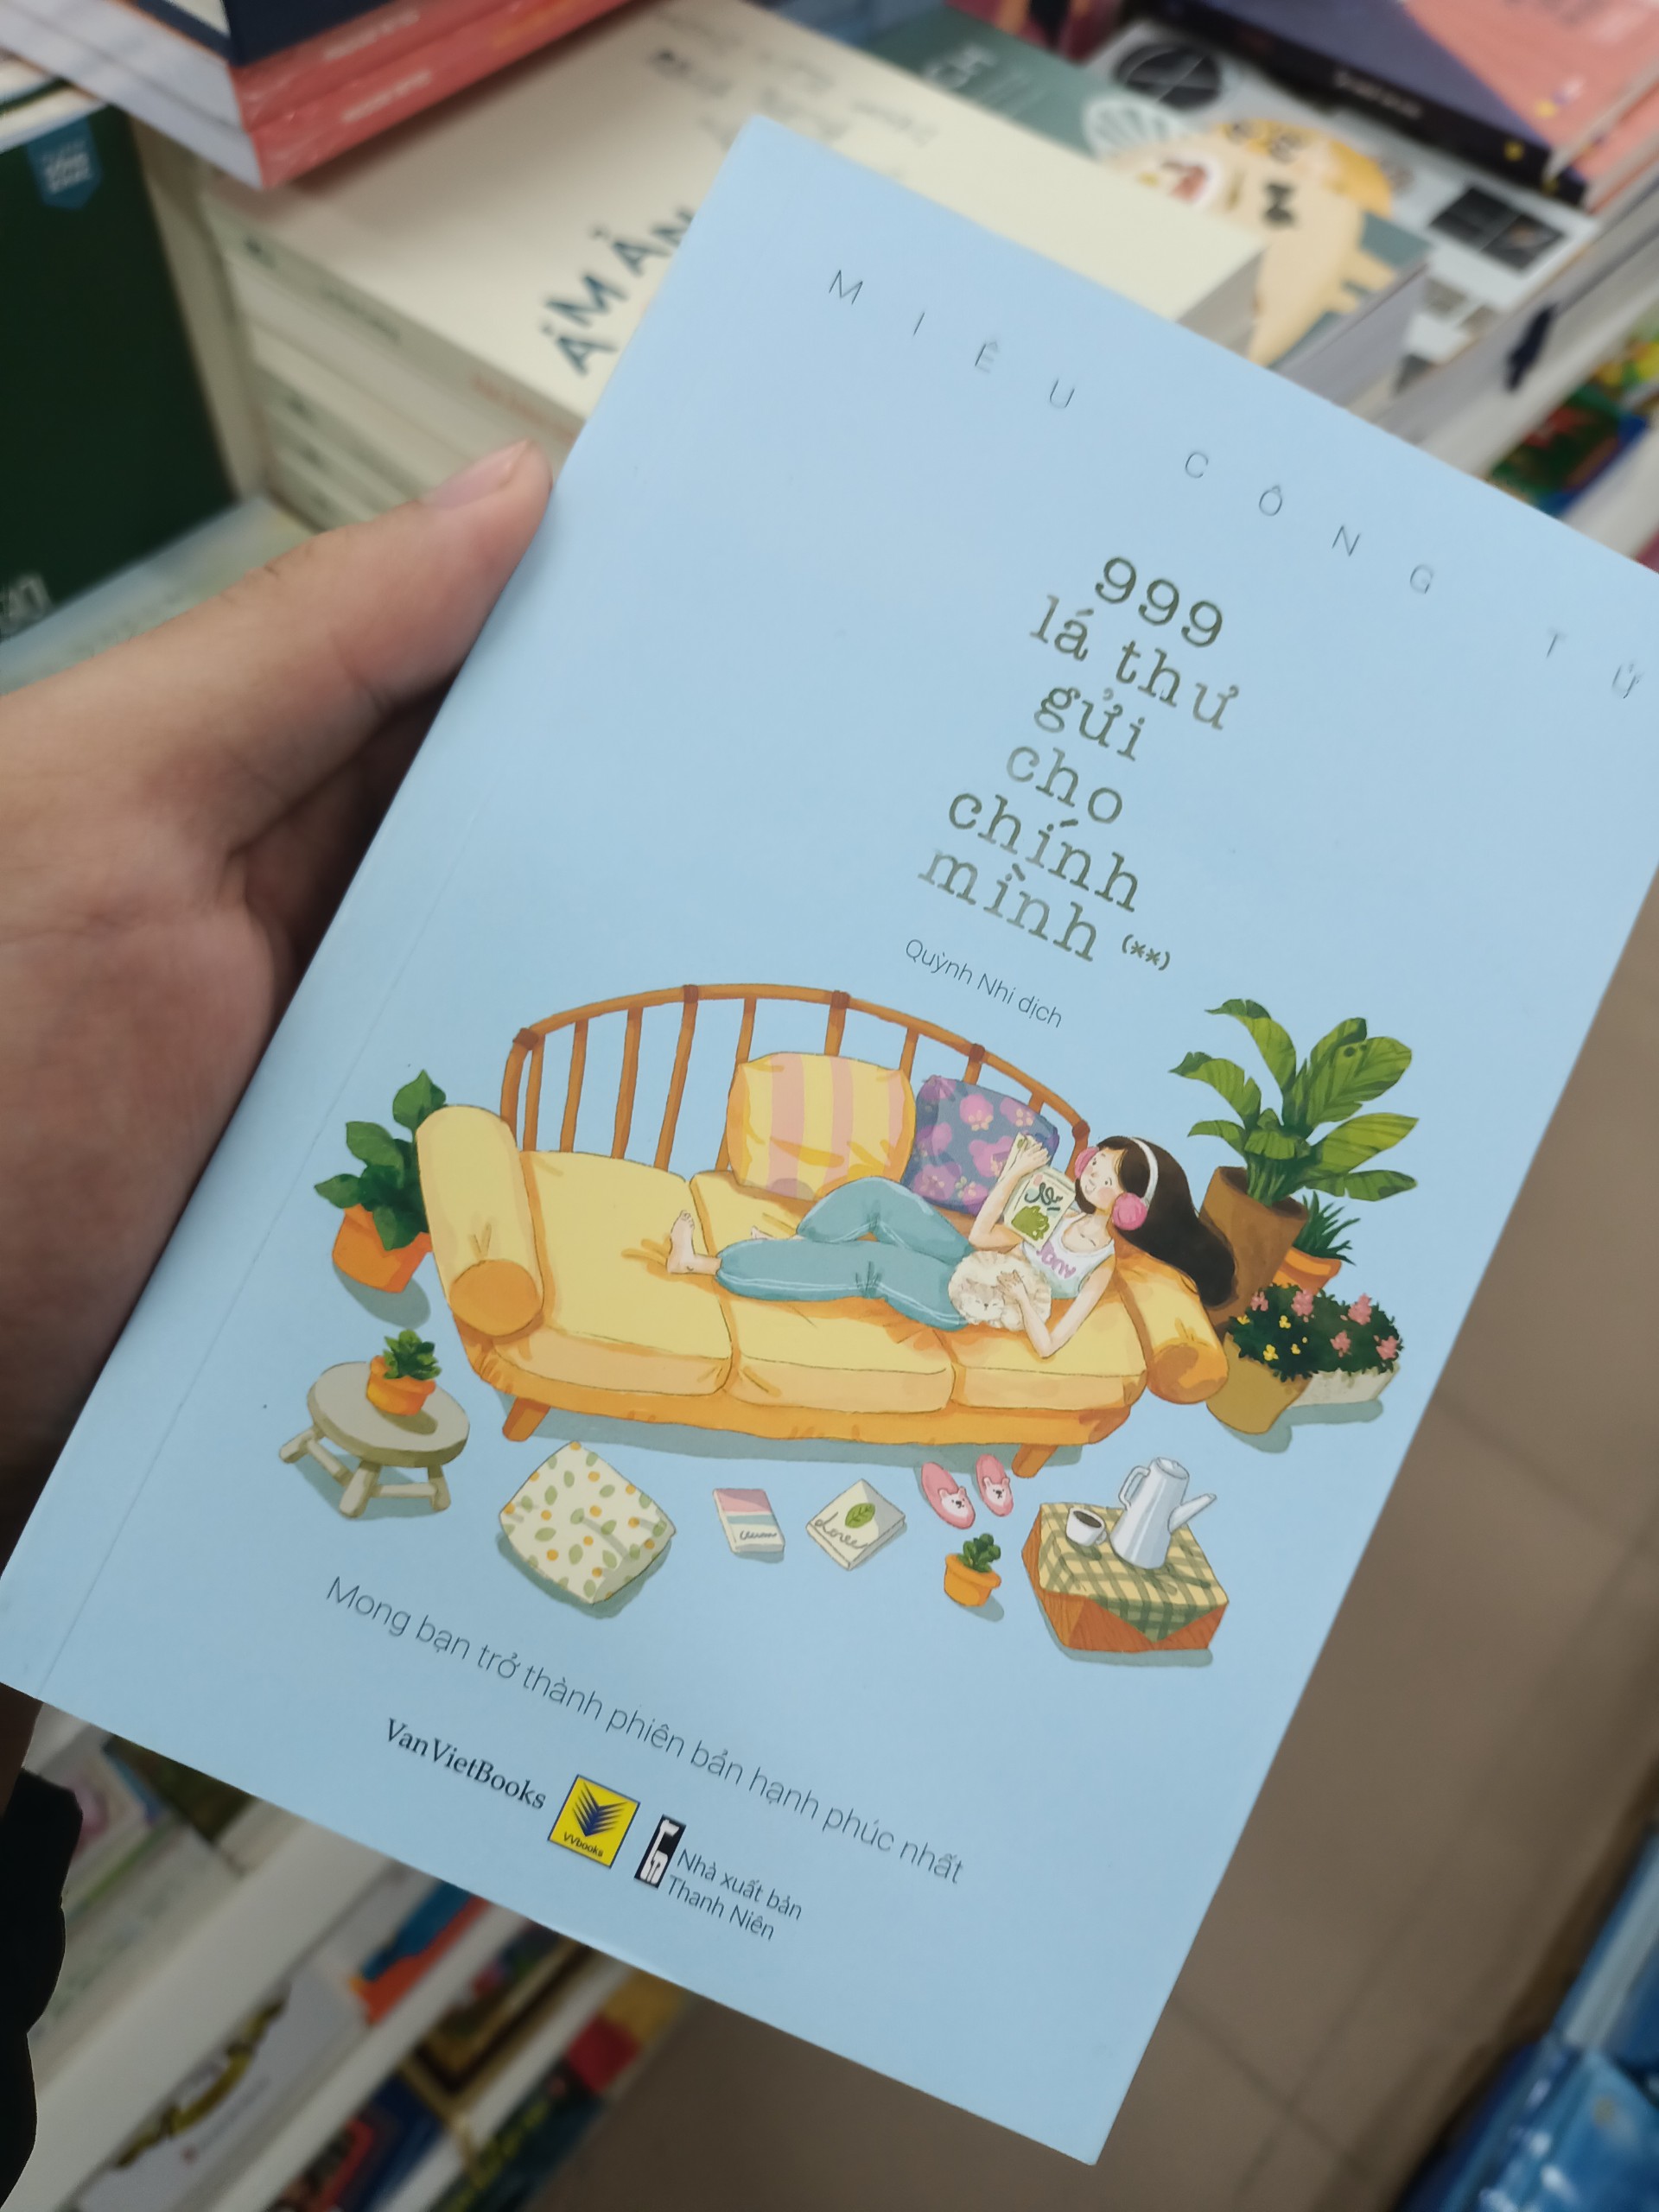 ÁM ẢN
MIÊU CÔNG TỬ
999
lá thư
gửi
cho
chính
mình (**)
Quỳnh Nhi dịch
Love
Mong bạn trở thành phiên bản hạnh phúc nhất
VanVietBooks
VVbooks
Nhà xuất bản
Thanh Niên